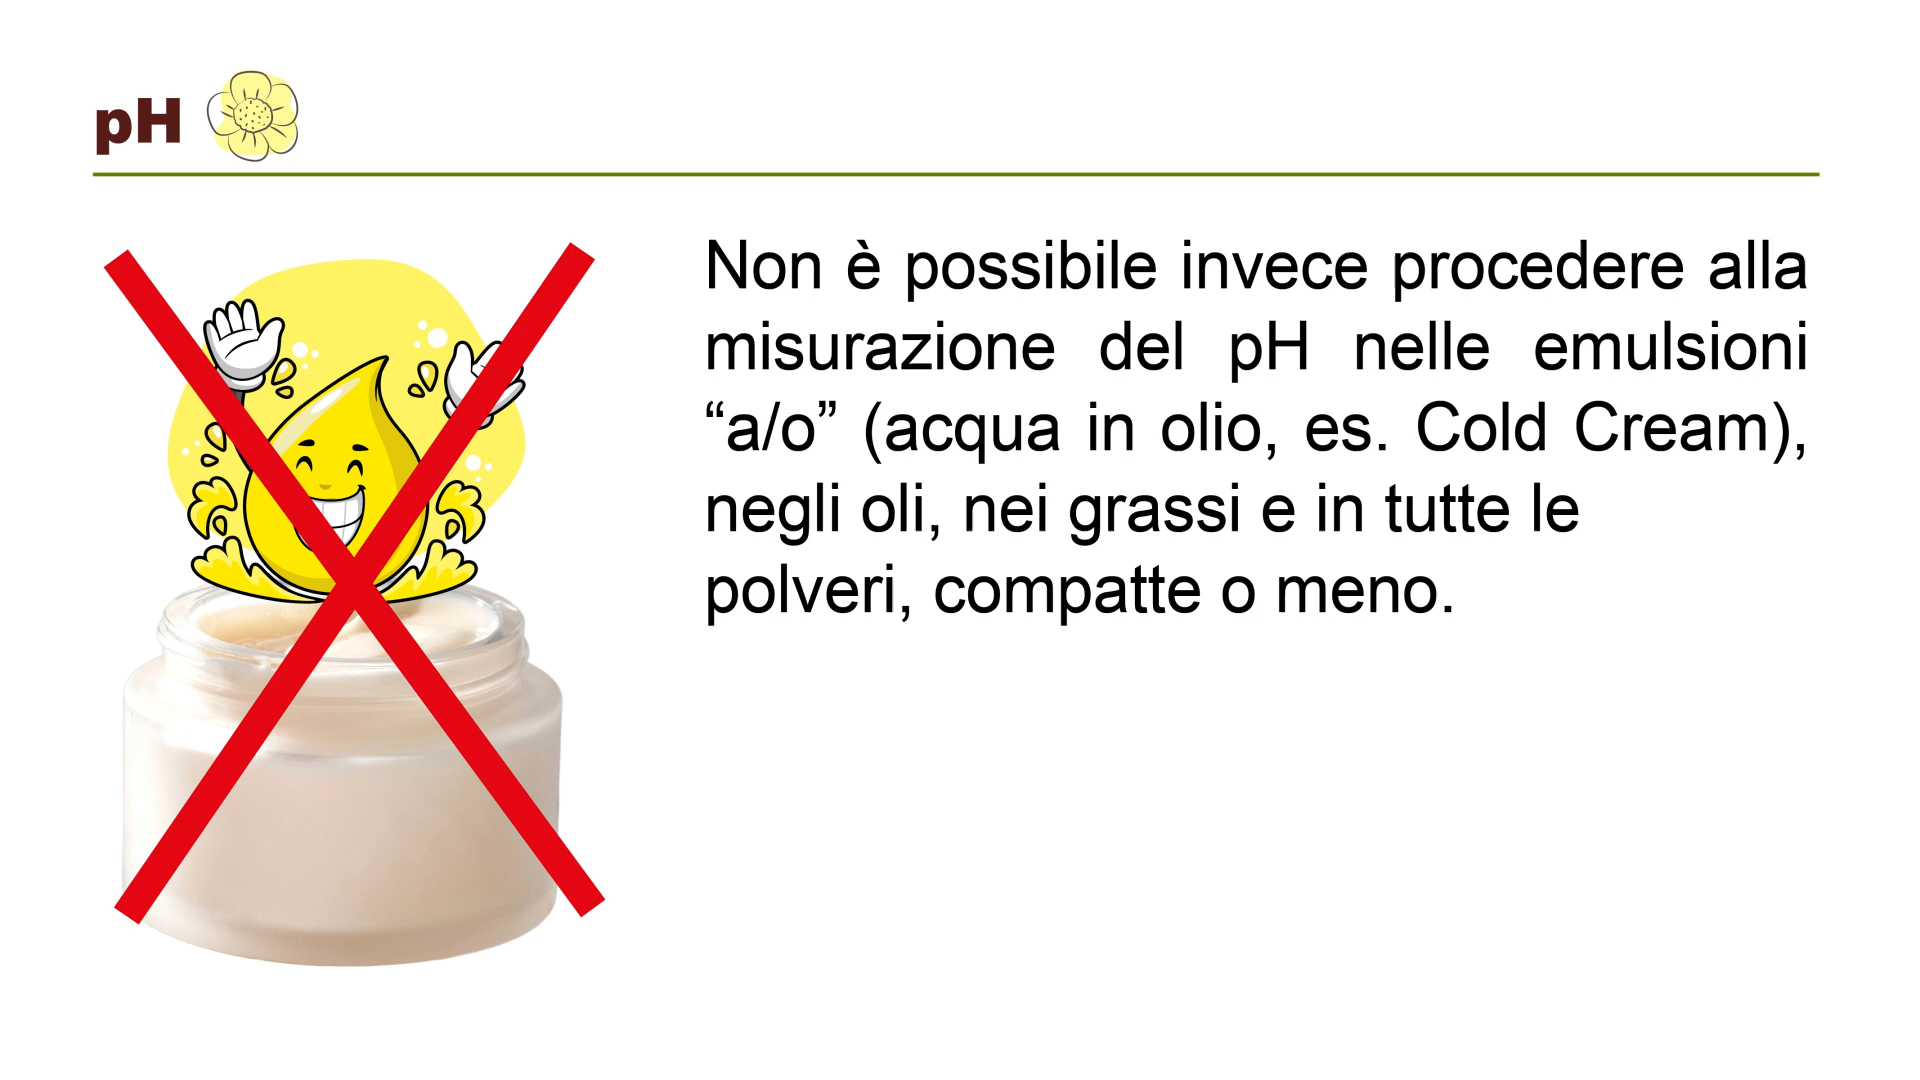 pH
Non è possibile invece procedere alla
misurazione del pH nelle emulsioni
“a/o” (acqua in olio, es. Cold Cream),
negli oli, nei grassi e in tutte le
polveri, compatte o meno.